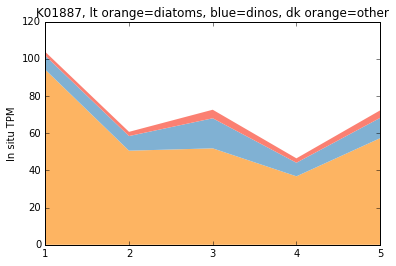 K01887, lt orange=diatoms, blue=dinos, dk orange=other
120
100
80
60
40
20
0
In situ TPM
1 2 3 4 5